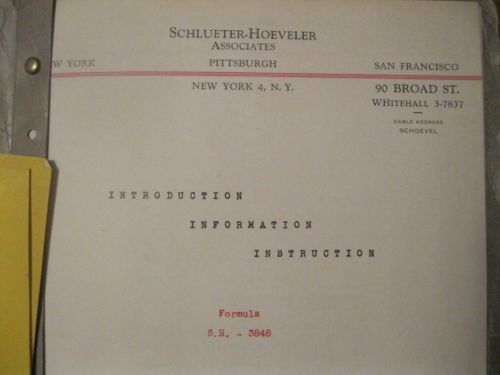 SCHLUETER-HOEVELER
ASSOCIATES
W YORK PITTSBURGH SAN FRANCISCO
NEW YORK 4, N. Y. 90 BROAD ST.
WHITEHALL 3-7837
CABLE ADDRESS
SCHOEVEL
INTRODUCTION
INFORMATION
INSTRUCTION
Formula
S.H. - 3848